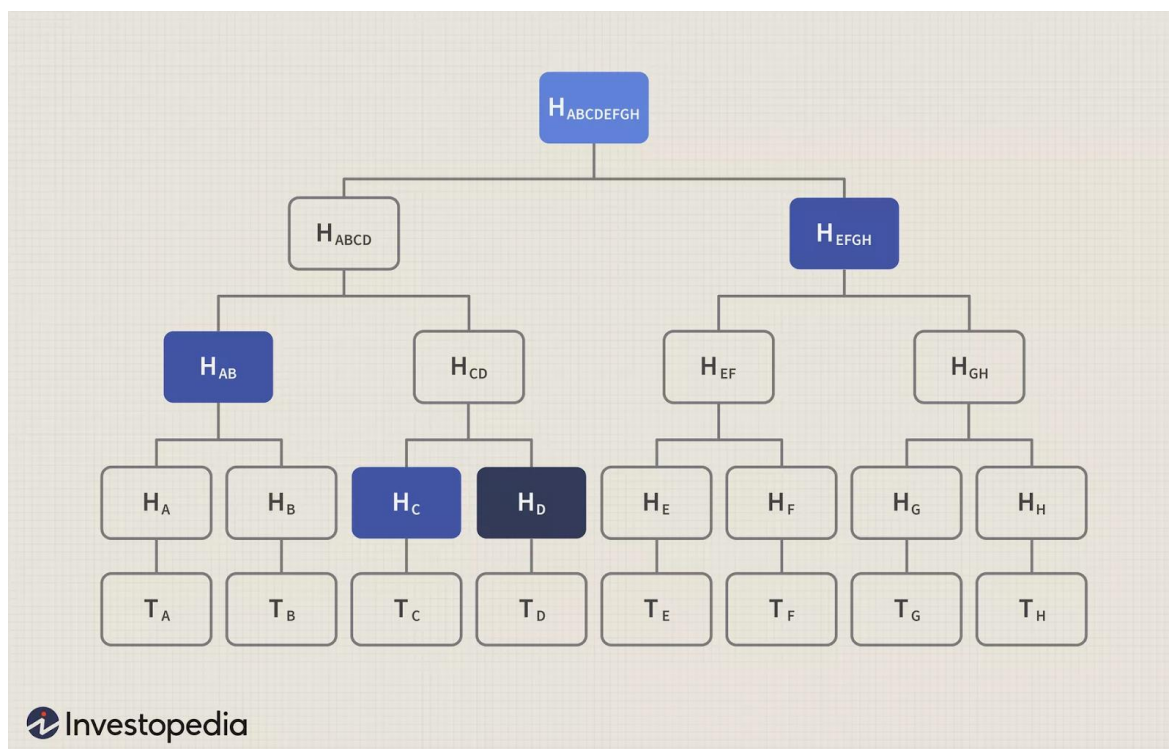 HABCDEFGH
HABCD
HEFGH
HAB
HCD
HEF
HGH
HA
HB
HC
HD
HE
HF
HG
HH
TA
TB
TC
TD
TE
TF
TG
TH
Investopedia